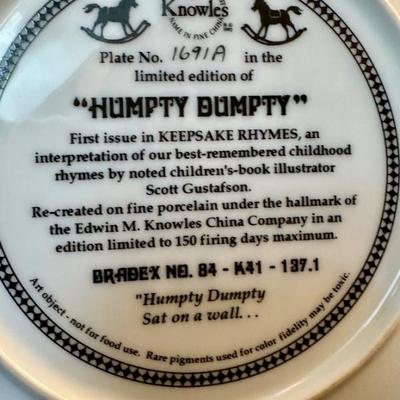 Knowles
A NAME IN FINE CHINA
Plate No. 1691A in the
limited edition of
"HUMPTY DUMPTY"
First issue in KEEPSAKE RHYMES, an
interpretation of our best-remembered childhood
rhymes by noted children's-book illustrator
Scott Gustafson.
Re-created on fine porcelain under the hallmark of
the Edwin M. Knowles China Company in an
edition limited to 150 firing days maximum.
BRADEX NO. 84 - K41 - 137.1
"Humpty Dumpty
Sat on a wall. . .
Art object - not for food use. Rare pigments used for color fidelity may be toxic.